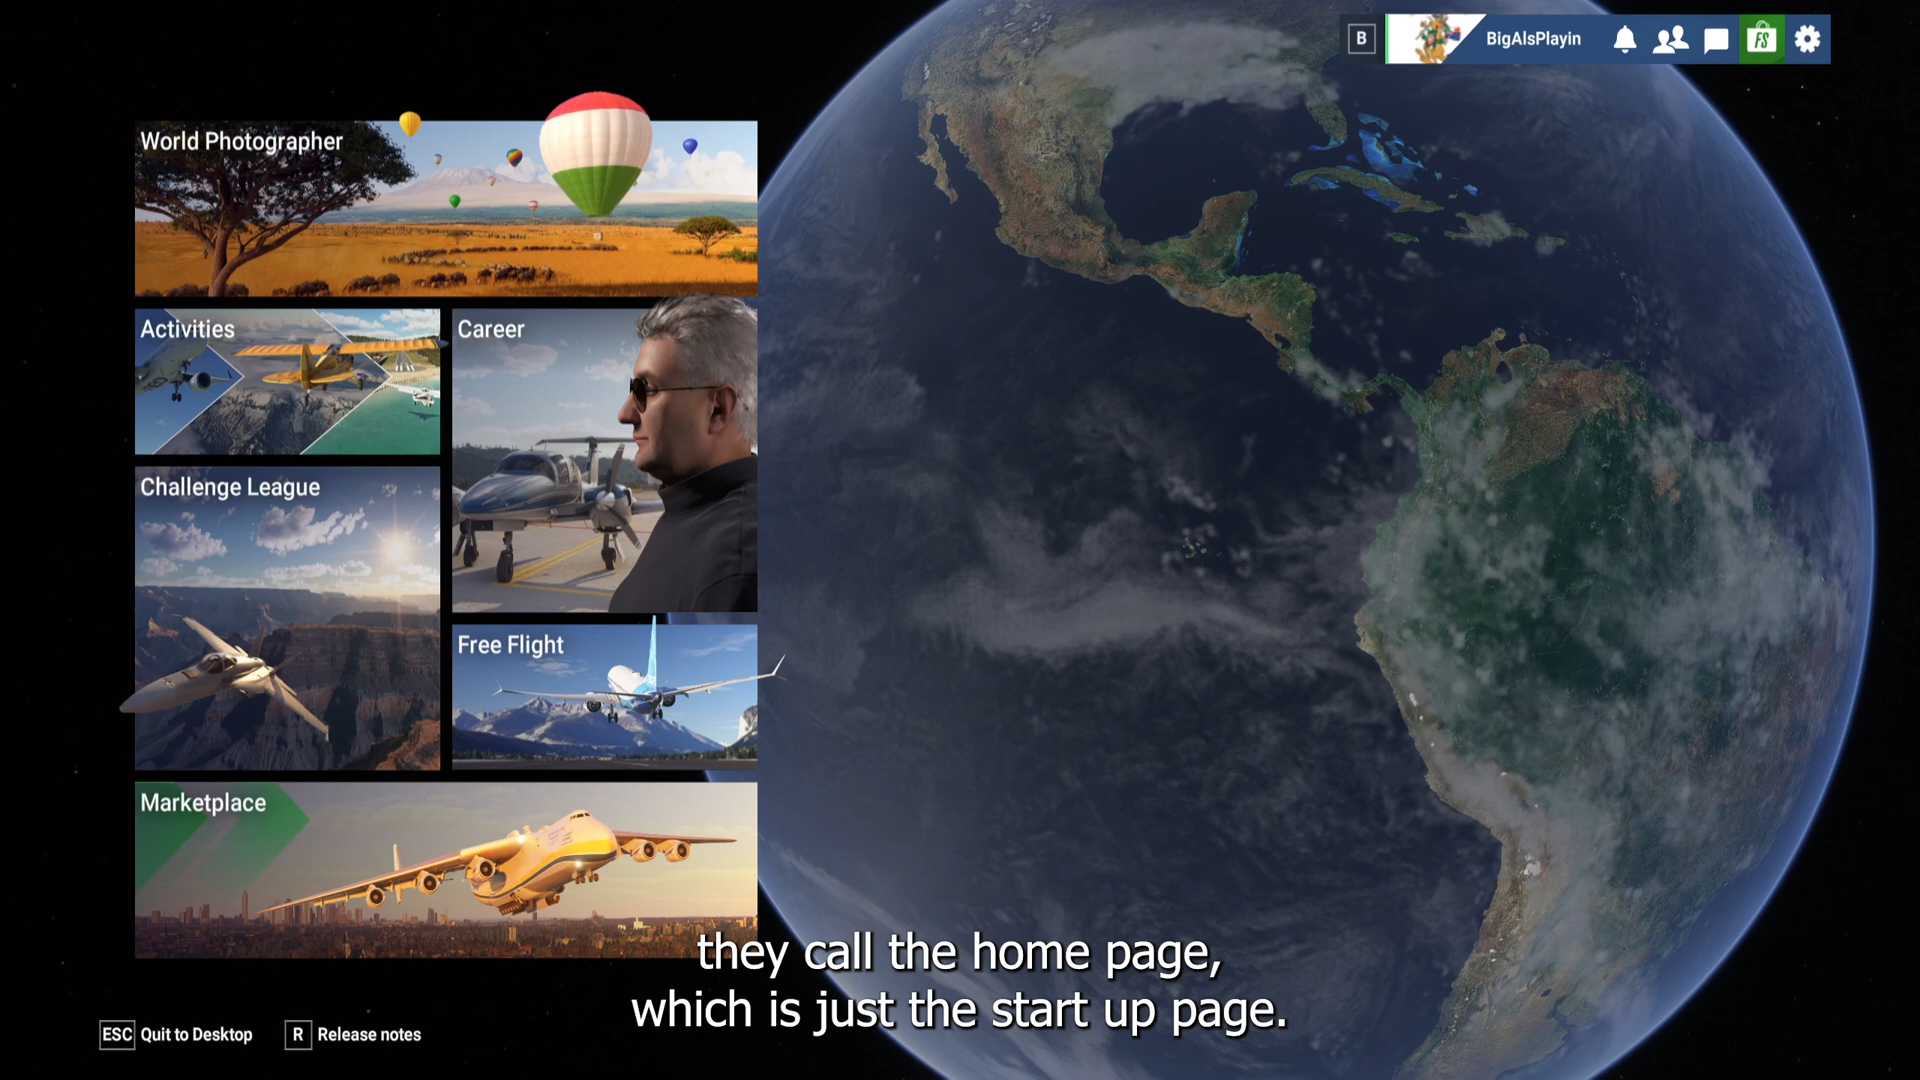 B
BigAlsPlayin
FS
World Photographer
Activities
Career
Challenge League
Free Flight
Marketplace
they call the home page,
which is just the start up page.
ESC Quit to Desktop
R Release notes